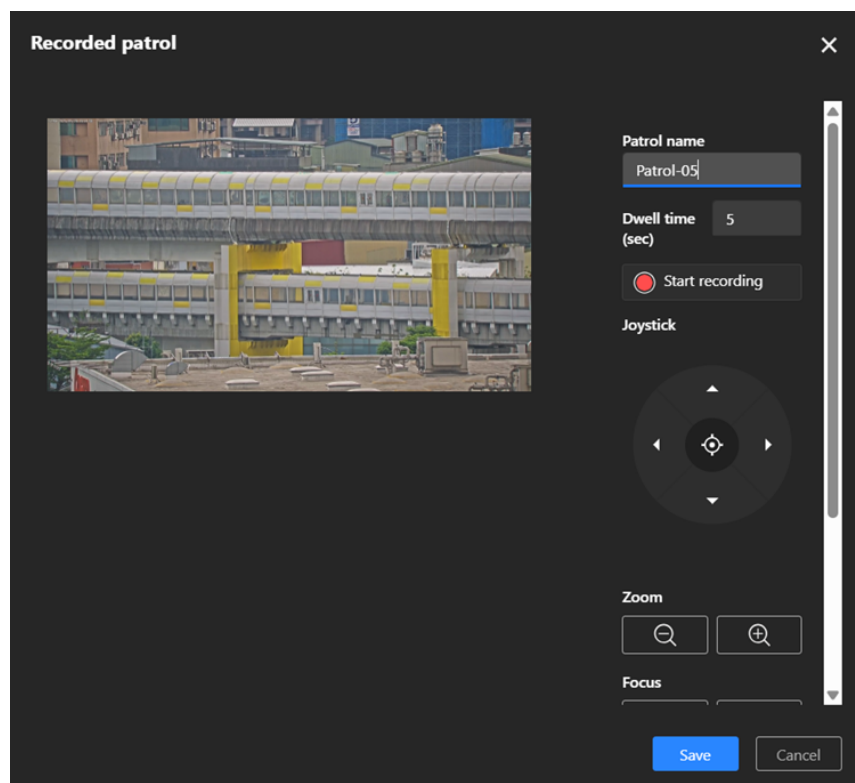 Recorded patrol
Patrol name
Patrol-05
Dwell time
(sec)
5
Start recording
Joystick
Zoom
Focus
Save
Cancel